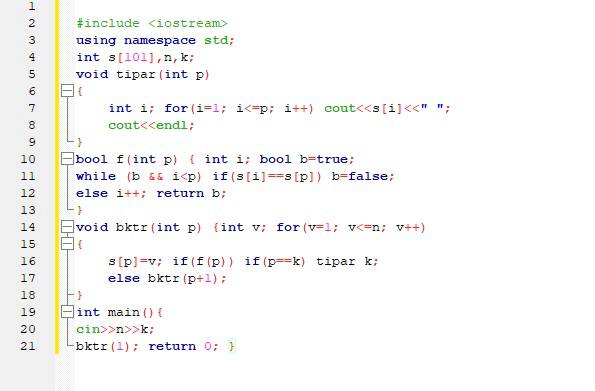 1
2 #include <iostream>
3 using namespace std;
4 int s[101],n,k;
5 void tipar(int p)
6 {
7 int i; for(i=1; i<=p; i++) cout<<s[i]<<" ";
8 cout<<endl;
9 }
10 bool f(int p) { int i; bool b=true;
11 while (b && i<p) if(s[i]==s[p]) b=false;
12 else i++; return b;
13 }
14 void bktr(int p) {int v; for(v=1; v<=n; v++)
15 {
16 s[p]=v; if(f(p)) if(p==k) tipar k;
17 else bktr(p+1);
18 }
19 int main(){
20 cin>>n>>k;
21 bktr(1); return 0; }